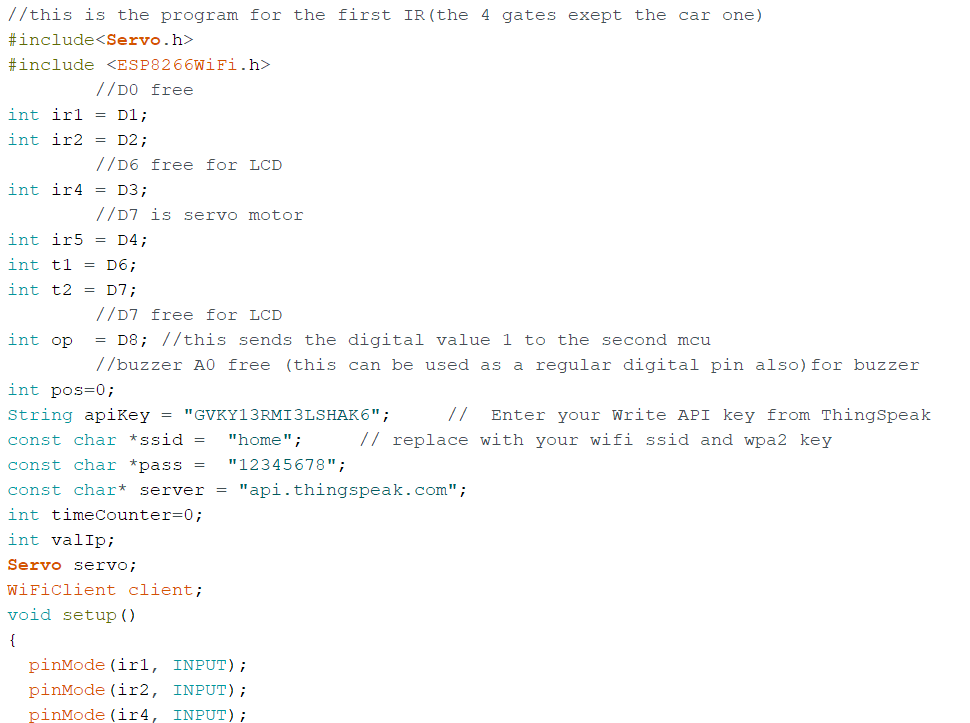 //this is the program for the first IR(the 4 gates exept the car one)
#include<Servo.h>
#include <ESP8266WiFi.h>
        //D0 free
int ir1 = D1;
int ir2 = D2;
        //D6 free for LCD
int ir4 = D3;
        //D7 is servo motor
int ir5 = D4;
int t1 = D6;
int t2 = D7;
        //D7 free for LCD
int op  = D8; //this sends the digital value 1 to the second mcu
        //buzzer A0 free (this can be used as a regular digital pin also)for buzzer
int pos=0;
String apiKey = "GVKY13RMI3LSHAK6";     //  Enter your Write API key from ThingSpeak
const char *ssid =  "home";     // replace with your wifi ssid and wpa2 key
const char *pass =  "12345678";
const char* server = "api.thingspeak.com";
int timeCounter=0;
int valIp;
Servo servo;
WiFiClient client;
void setup()
{
  pinMode(ir1, INPUT);
  pinMode(ir2, INPUT);
  pinMode(ir4, INPUT);